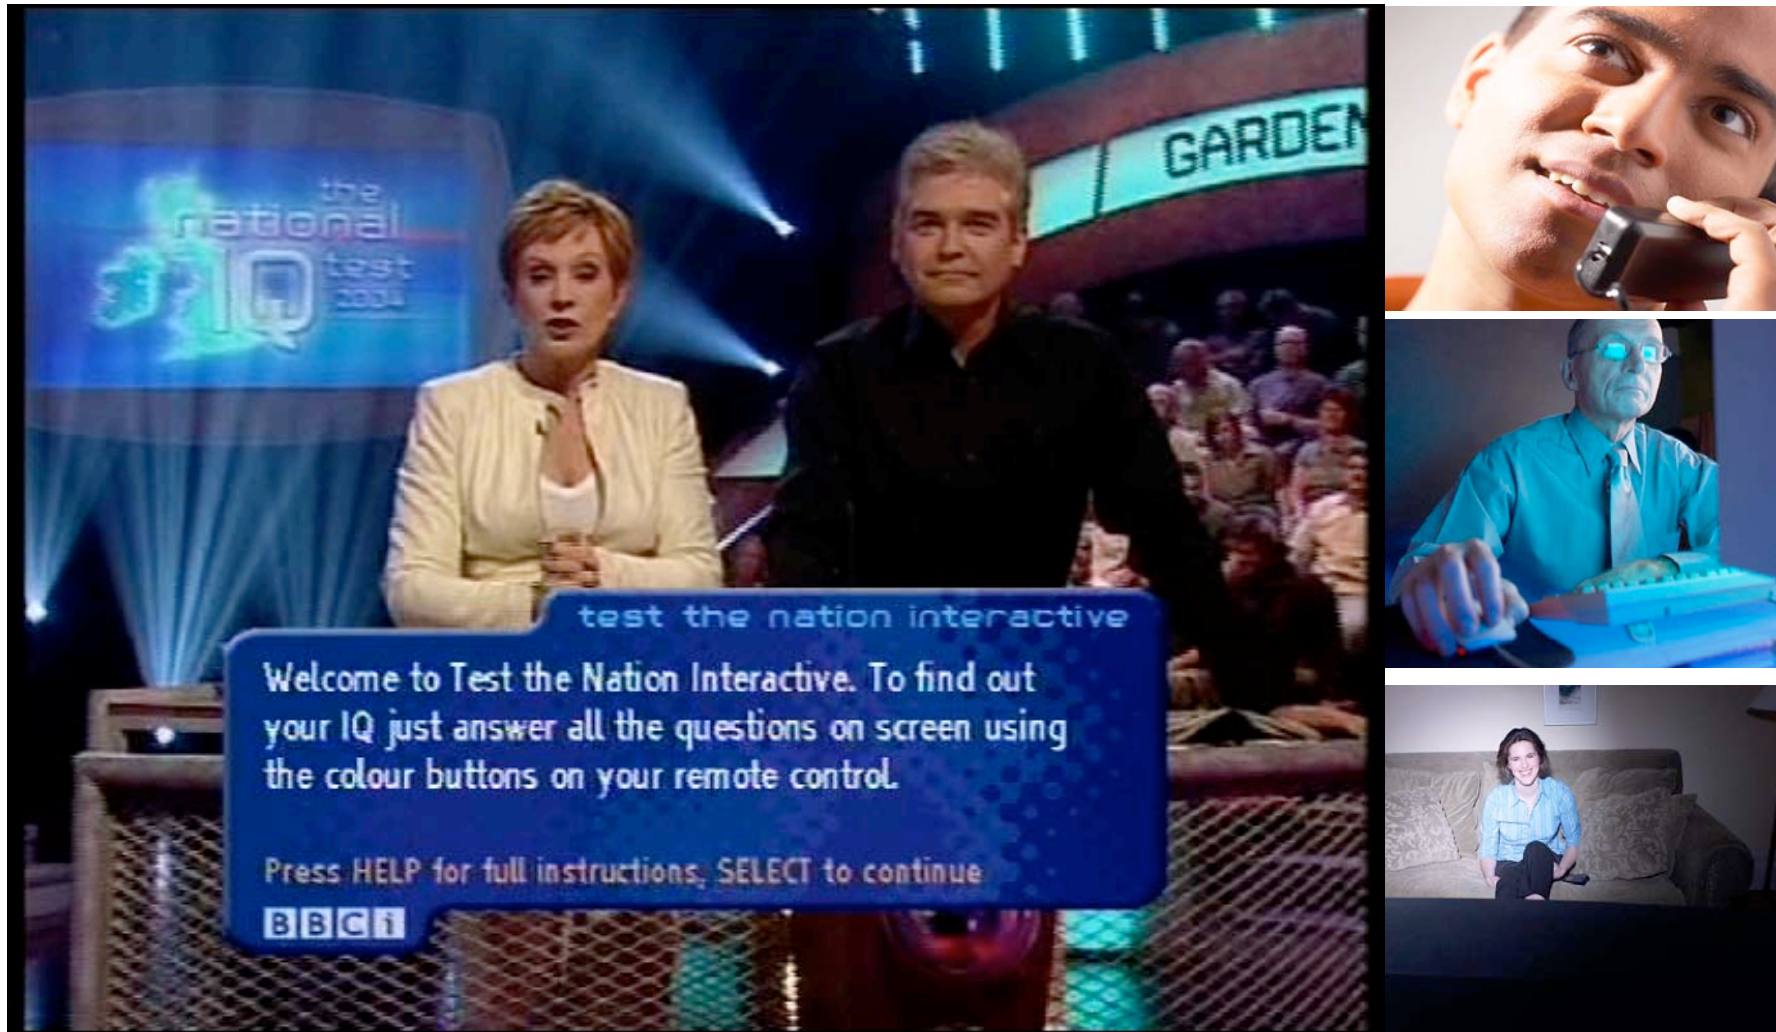 the
national
IQ
test
2004
GARDEN
test the nation interactive
Welcome to Test the Nation Interactive. To find out
your IQ just answer all the questions on screen using
the colour buttons on your remote control.
Press HELP for full instructions, SELECT to continue
BBCi